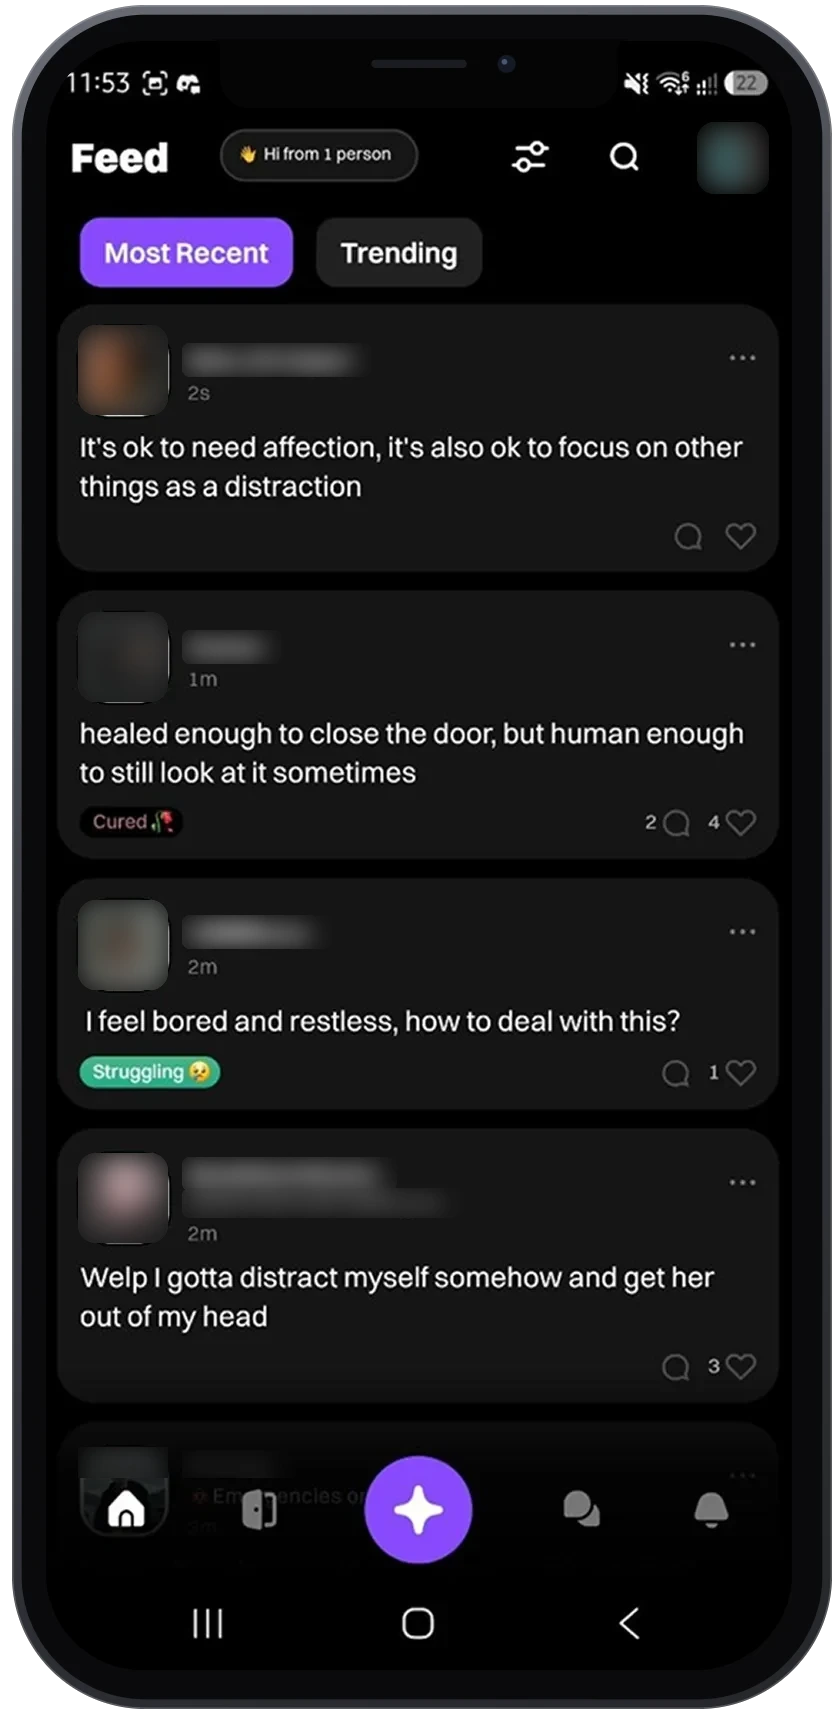 11:53
6
22
Feed
👋 Hi from 1 person
Most Recent
Trending
2s
It's ok to need affection, it's also ok to focus on other
things as a distraction
1m
healed enough to close the door, but human enough
to still look at it sometimes
Cured 🥀
2
4
2m
I feel bored and restless, how to deal with this?
Struggling 🥺
1
2m
Welp I gotta distract myself somehow and get her
out of my head
3